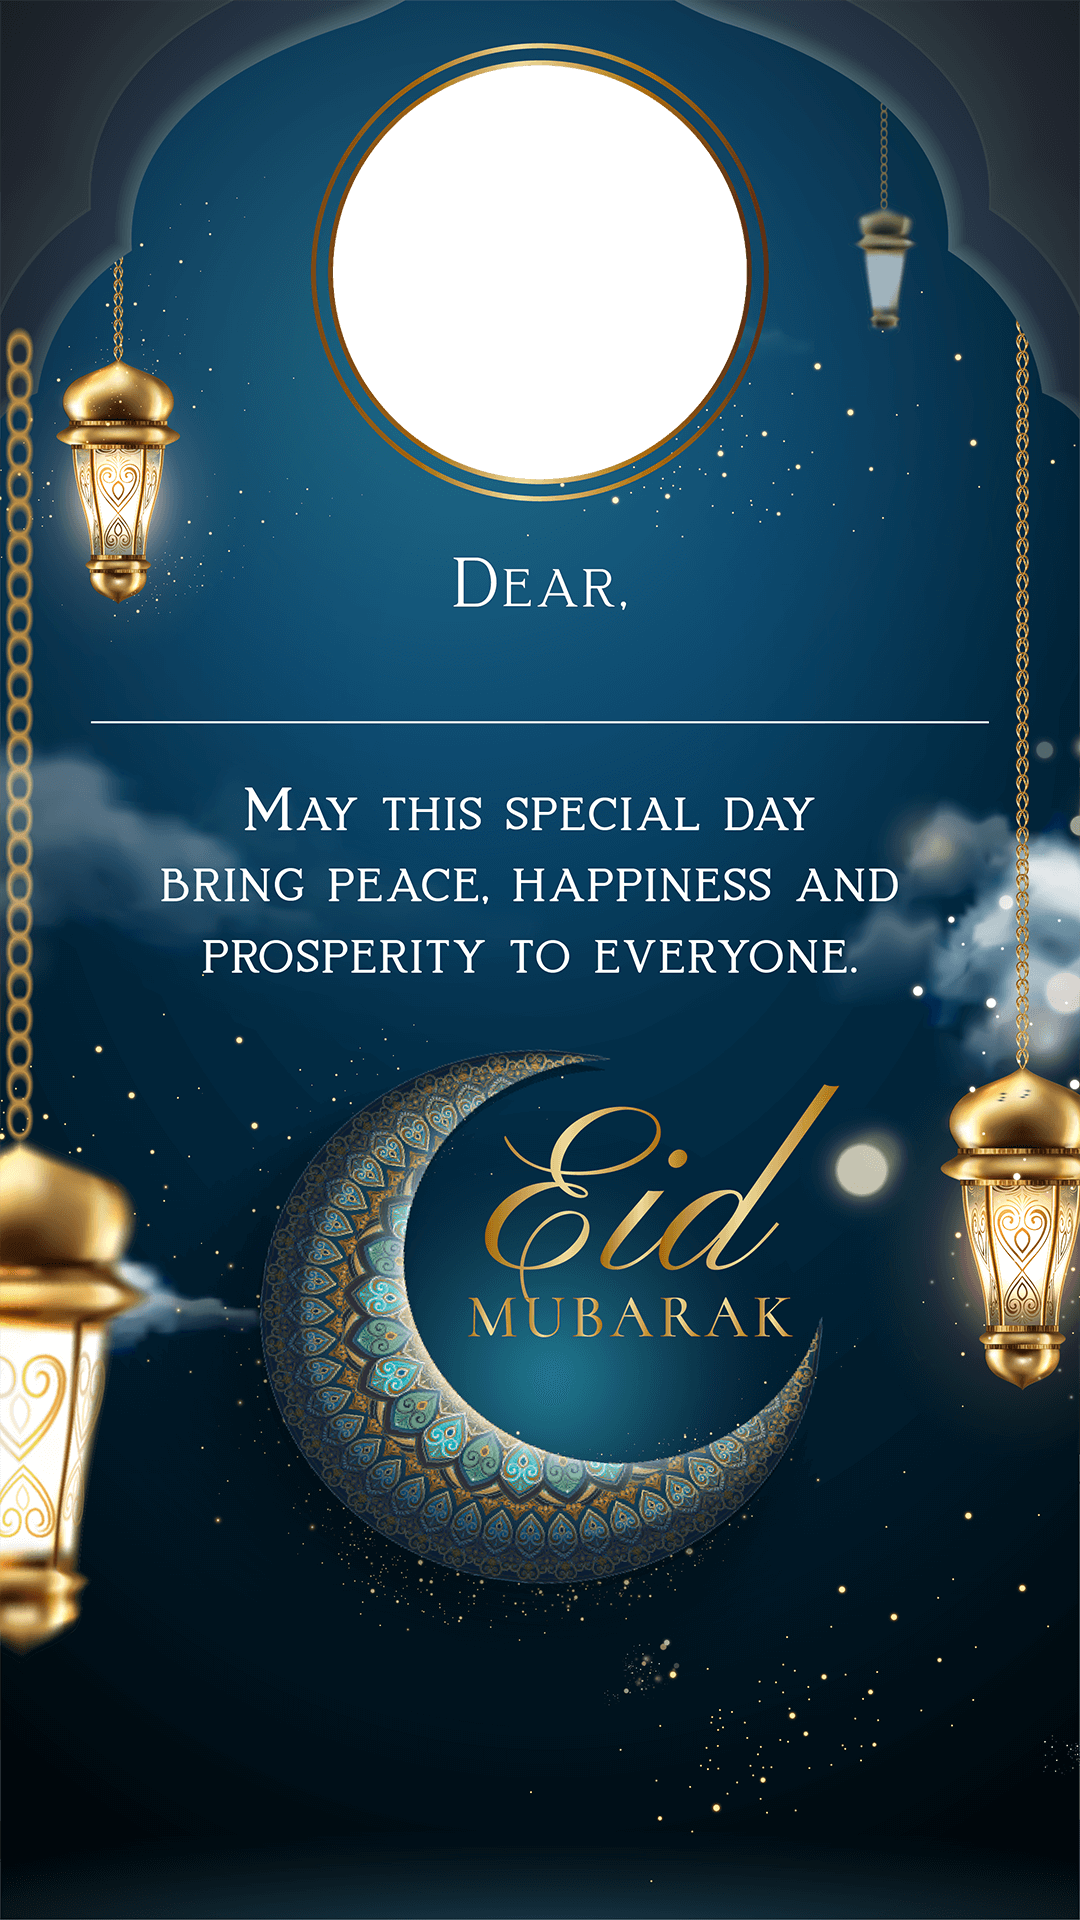 Dear,
May this special day
bring peace, happiness and
prosperity to everyone.
Eid
MUBARAK